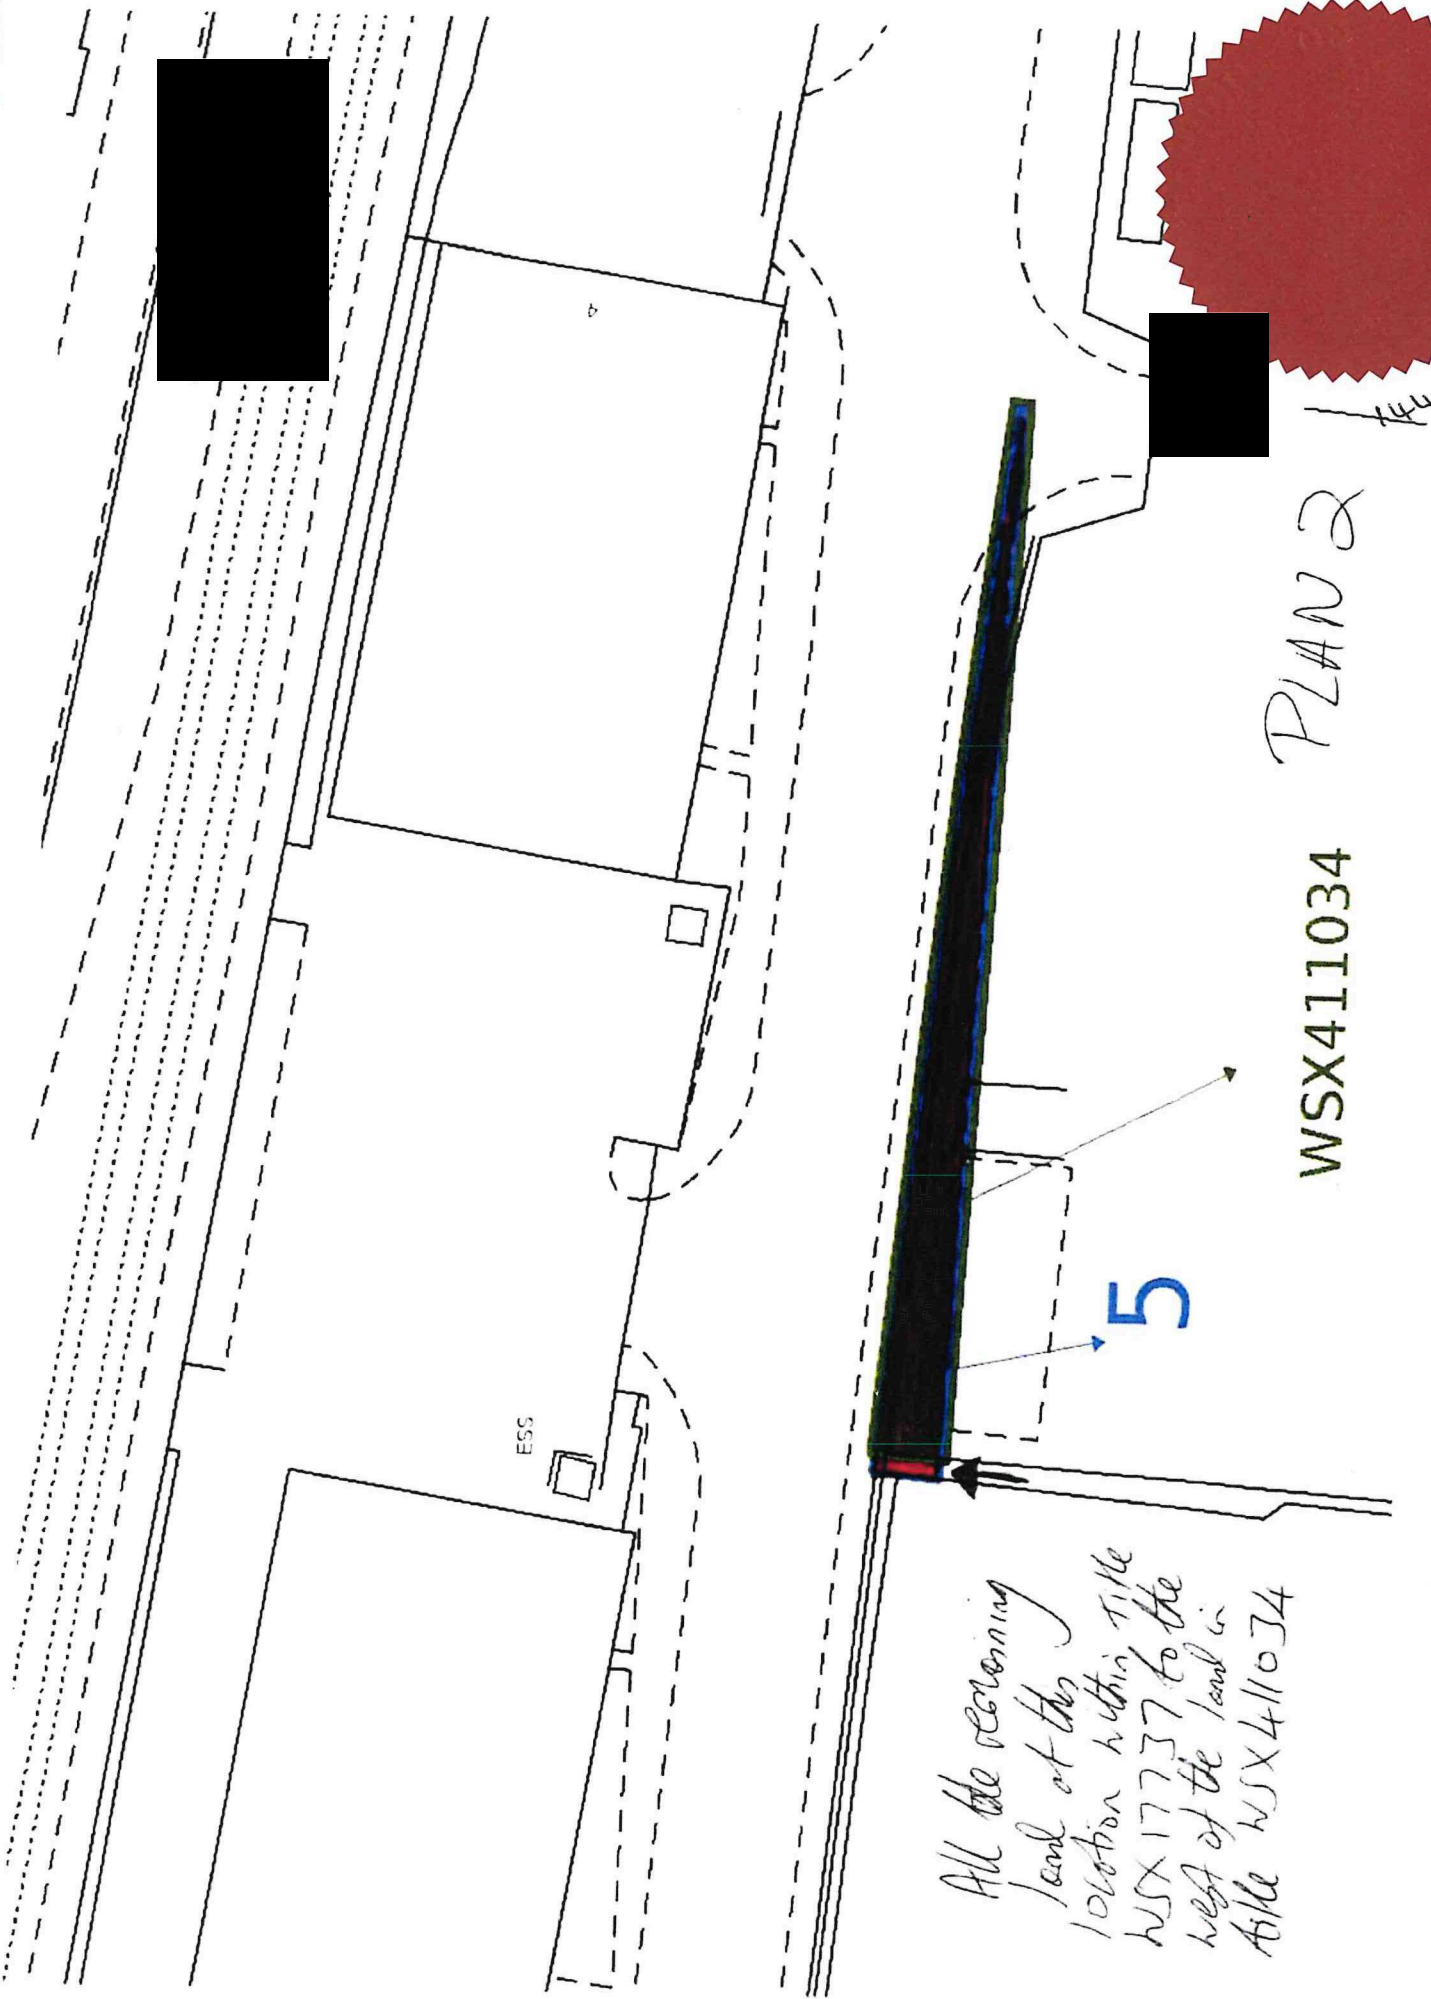 4
ESS
5
WSX411034
PLAN 2
All the remaining
land at this
location within Title
WSX17737 to the
west of the land in
title WSX411034